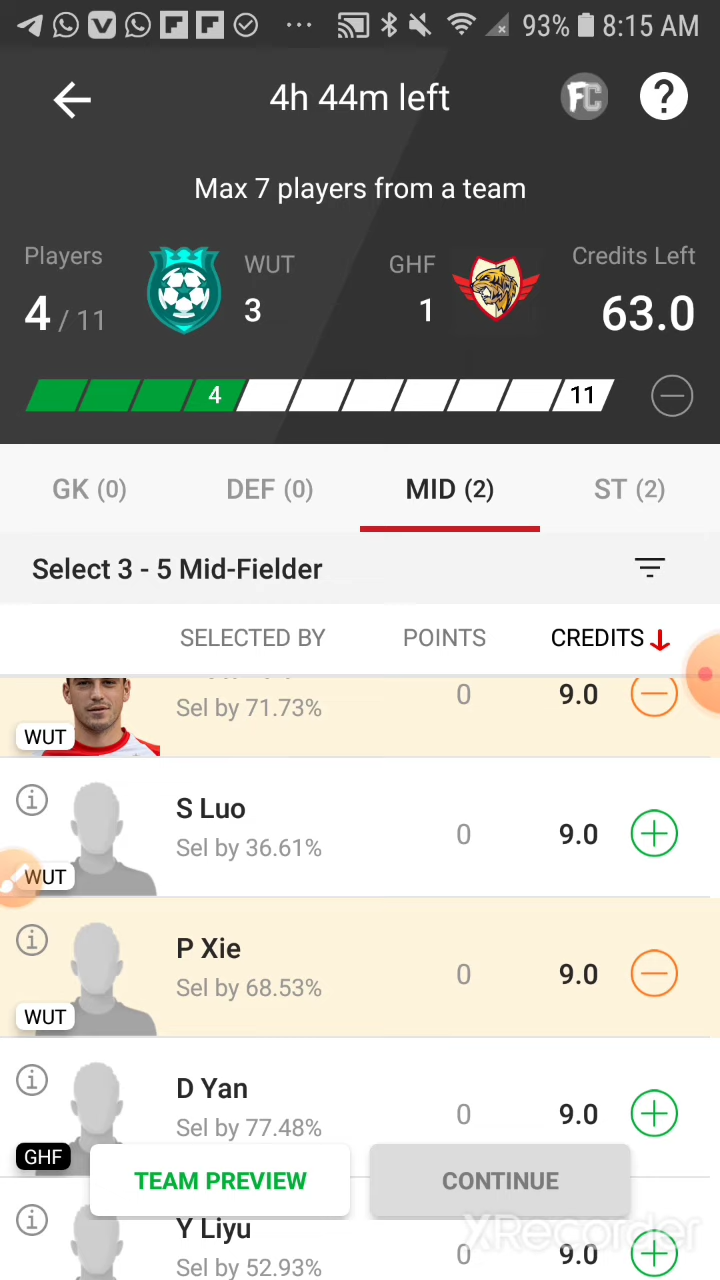 93% 8:15 AM
4h 44m left
FC ?
Max 7 players from a team
Players WUT GHF Credits Left
4 / 11 3 1 63.0
4 11
GK (0) DEF (0) MID (2) ST (2)
Select 3 - 5 Mid-Fielder
SELECTED BY POINTS CREDITS
Sel by 71.73% 0 9.0
WUT
S Luo
Sel by 36.61% 0 9.0
WUT
P Xie
Sel by 68.53% 0 9.0
WUT
D Yan
Sel by 77.48% 0 9.0
GHF
TEAM PREVIEW CONTINUE
Y Liyu
Sel by 52.93% 0 9.0
XRecorder